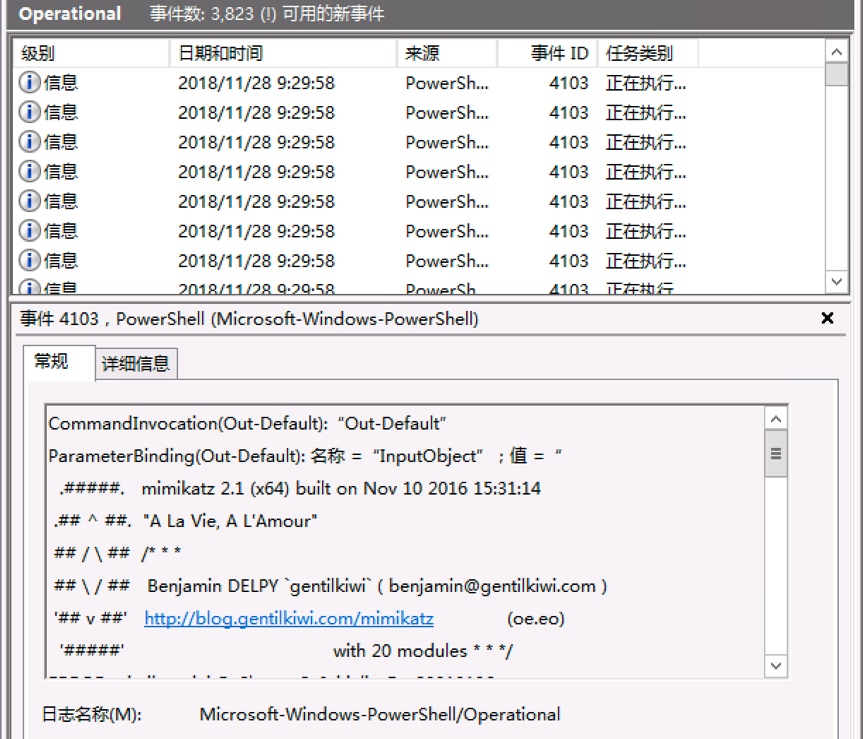 Operational 事件数: 3,823 (!) 可用的新事件
级别 日期和时间 来源 事件 ID 任务类别
信息 2018/11/28 9:29:58 PowerSh... 4103 正在执行...
信息 2018/11/28 9:29:58 PowerSh... 4103 正在执行...
信息 2018/11/28 9:29:58 PowerSh... 4103 正在执行...
信息 2018/11/28 9:29:58 PowerSh... 4103 正在执行...
信息 2018/11/28 9:29:58 PowerSh... 4103 正在执行...
信息 2018/11/28 9:29:58 PowerSh... 4103 正在执行...
信息 2018/11/28 9:29:58 PowerSh... 4103 正在执行...
信息 2018/11/28 9:29:58 PowerSh 4103 正在执行
事件 4103，PowerShell (Microsoft-Windows-PowerShell)
常规 详细信息
CommandInvocation(Out-Default): “Out-Default”
ParameterBinding(Out-Default): 名称 = “InputObject” ；值 = “
.#####. mimikatz 2.1 (x64) built on Nov 10 2016 15:31:14
.## ^ ##. "A La Vie, A L'Amour"
## / \ ## /* * *
## \ / ## Benjamin DELPY `gentilkiwi` ( benjamin@gentilkiwi.com )
'## v ##' http://blog.gentilkiwi.com/mimikatz (oe.eo)
'#####' with 20 modules * * */
日志名称(M): Microsoft-Windows-PowerShell/Operational